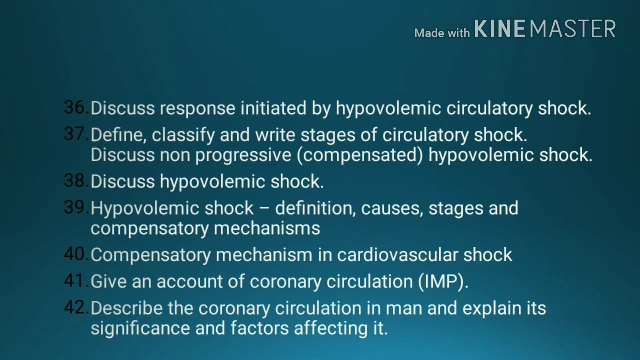 Made with KINEMASTER
36. Discuss response initiated by hypovolemic circulatory shock.
37. Define, classify and write stages of circulatory shock.
Discuss non progressive (compensated) hypovolemic shock.
38. Discuss hypovolemic shock.
39. Hypovolemic shock – definition, causes, stages and
compensatory mechanisms
40. Compensatory mechanism in cardiovascular shock
41. Give an account of coronary circulation (IMP).
42. Describe the coronary circulation in man and explain its
significance and factors affecting it.